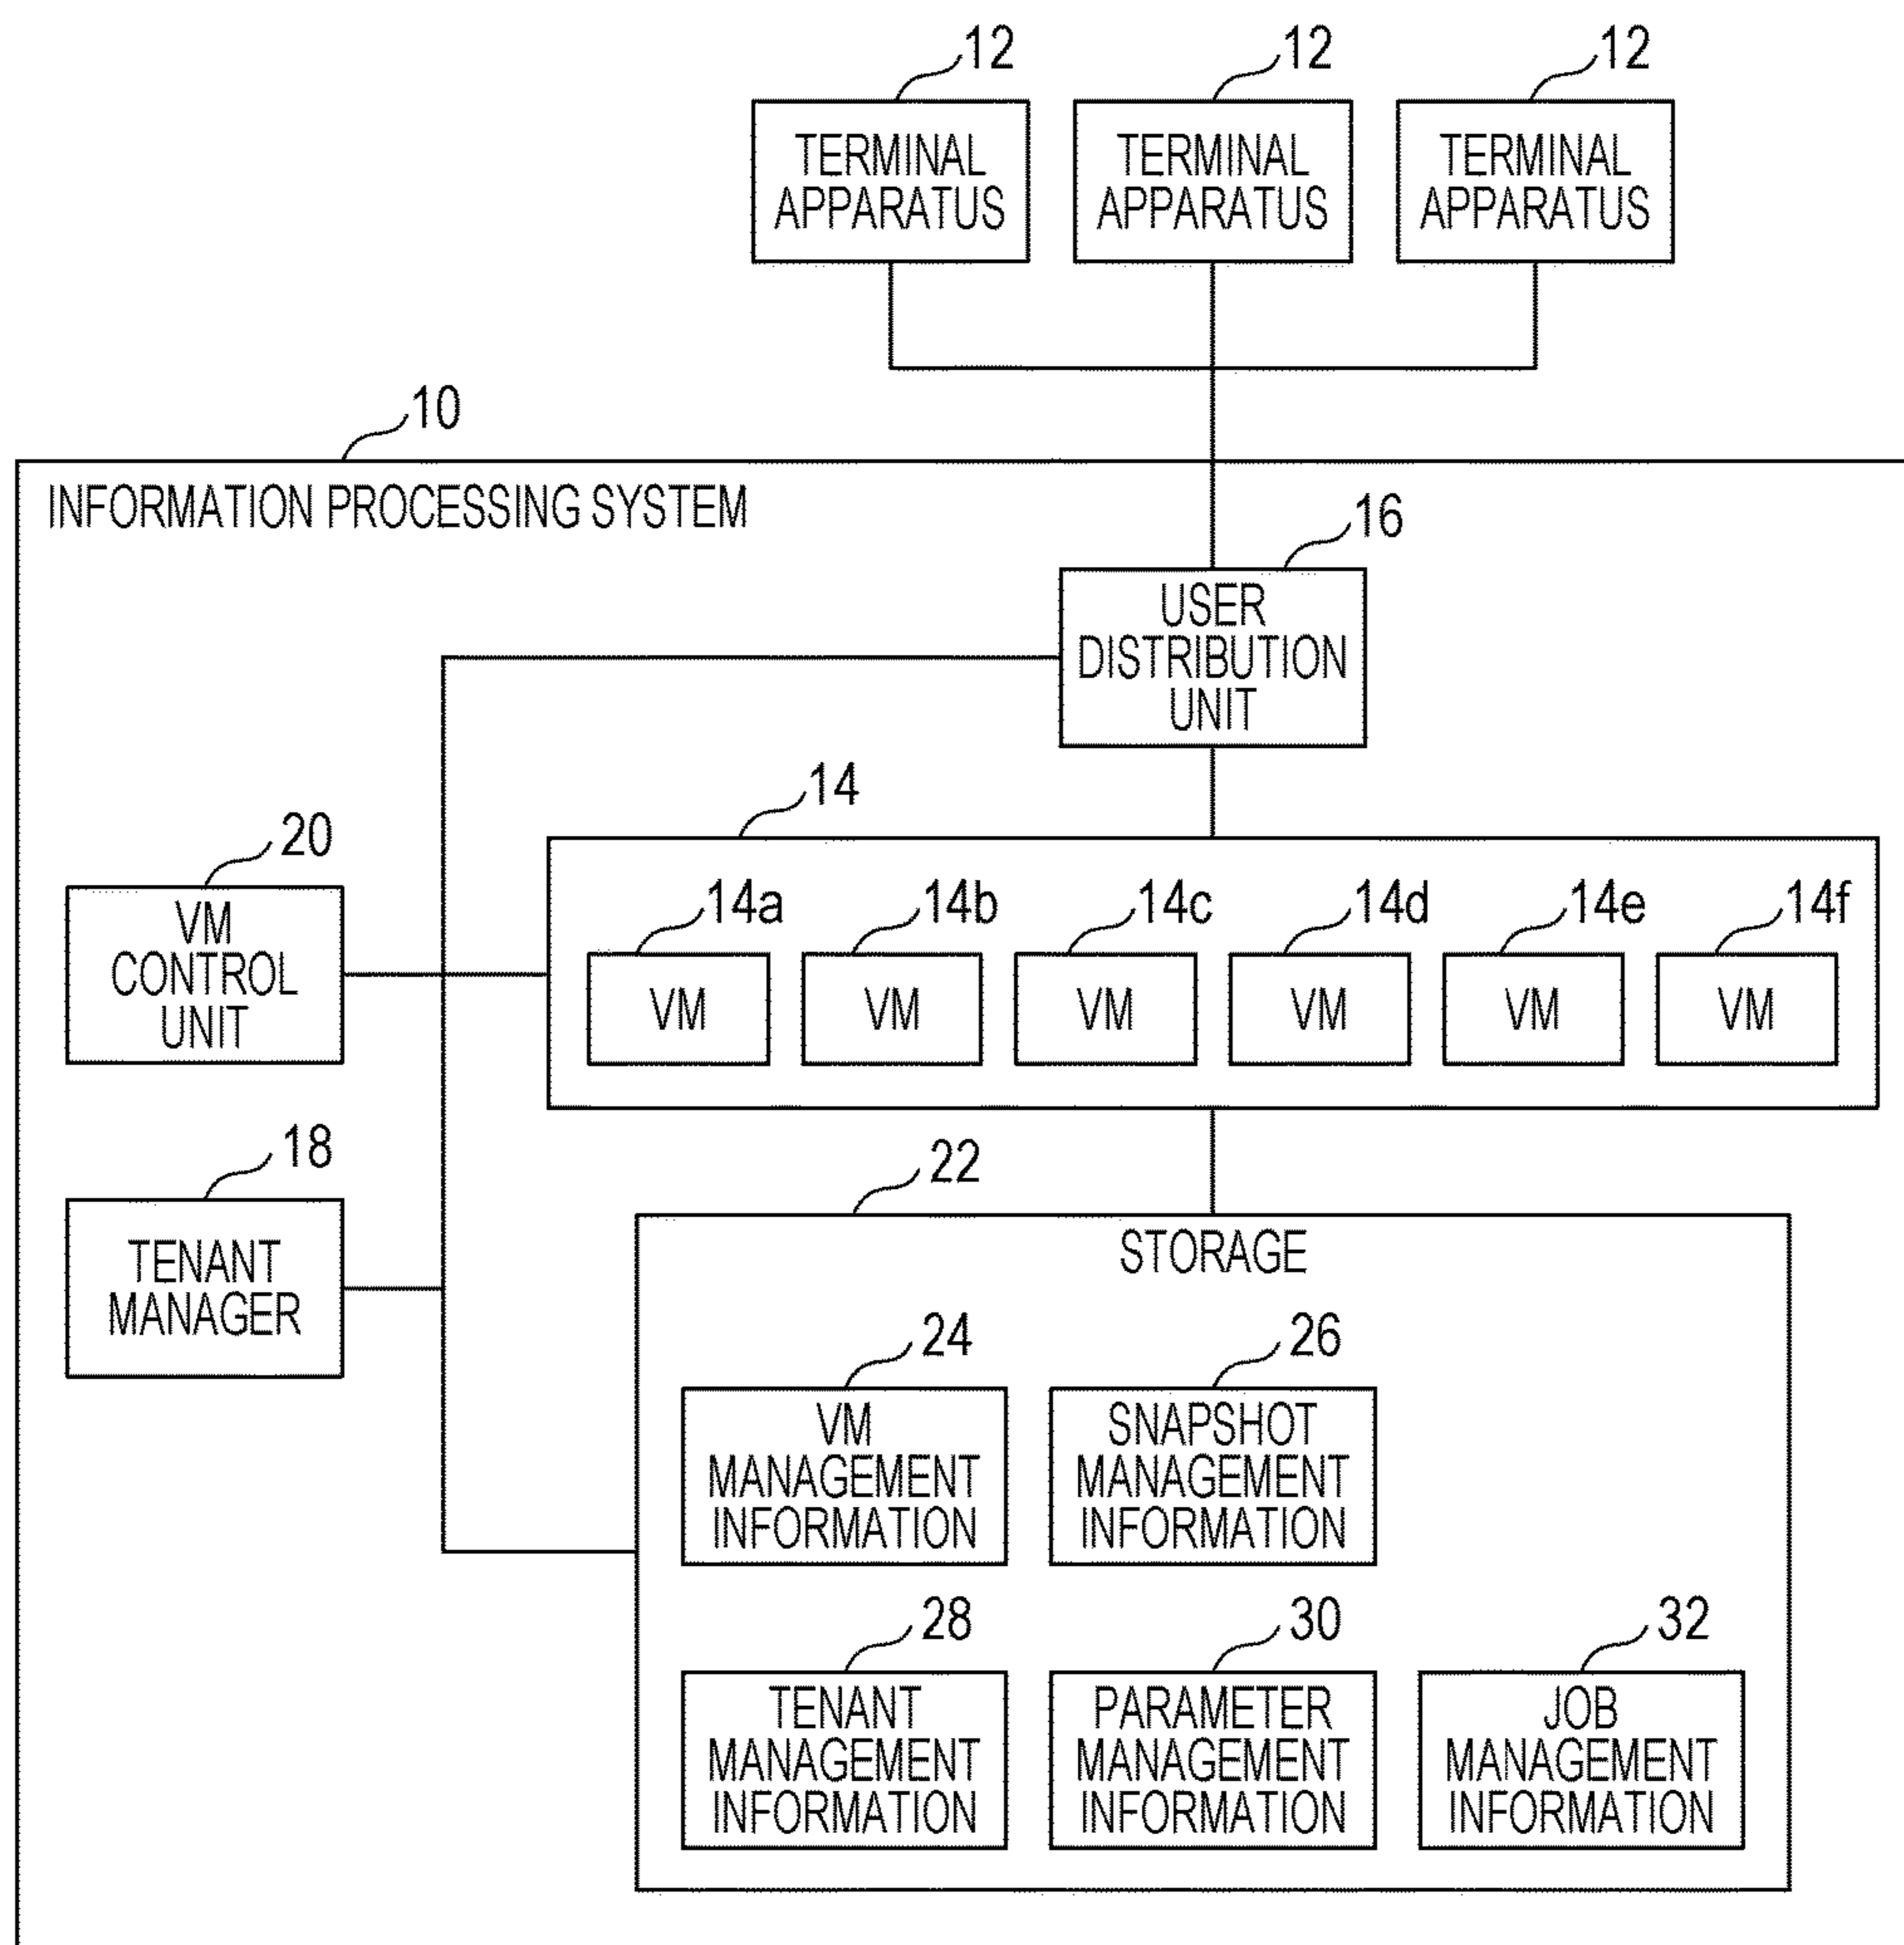 12
12
12
TERMINAL
APPARATUS
TERMINAL
APPARATUS
TERMINAL
APPARATUS
10
INFORMATION PROCESSING SYSTEM
16
USER
DISTRIBUTION
UNIT
14
20
VM
CONTROL
UNIT
14a
14b
14c
14d
14e
14f
VM
VM
VM
VM
VM
VM
18
TENANT
MANAGER
22
STORAGE
24
VM
MANAGEMENT
INFORMATION
26
SNAPSHOT
MANAGEMENT
INFORMATION
28
TENANT
MANAGEMENT
INFORMATION
30
PARAMETER
MANAGEMENT
INFORMATION
32
JOB
MANAGEMENT
INFORMATION